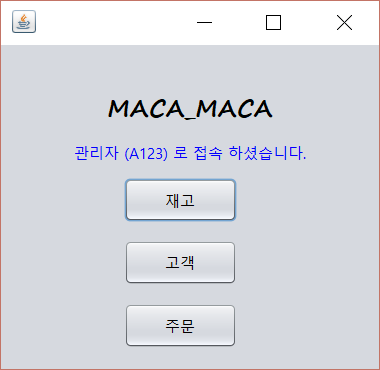 MACA_MACA
관리자 (A123) 로 접속 하셨습니다.
재고
고객
주문